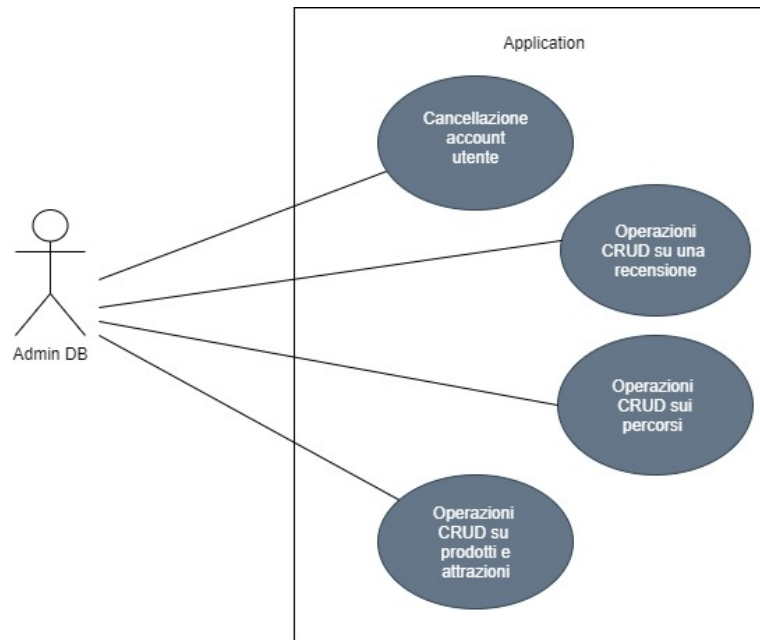 Application
Cancellazione
account
utente
Operazioni
CRUD su una
recensione
Admin DB
Operazioni
CRUD sui
percorsi
Operazioni
CRUD su
prodotti e
attrazioni